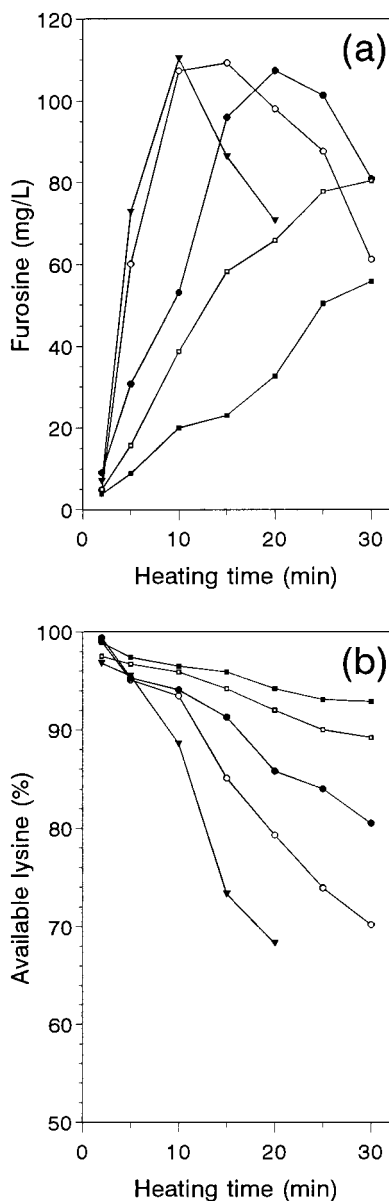 (a)
120
100
80
60
40
20
0
Furosine (mg/L)
0 10 20 30
Heating time (min)
(b)
100
90
80
70
60
50
Available lysine (%)
0 10 20 30
Heating time (min)